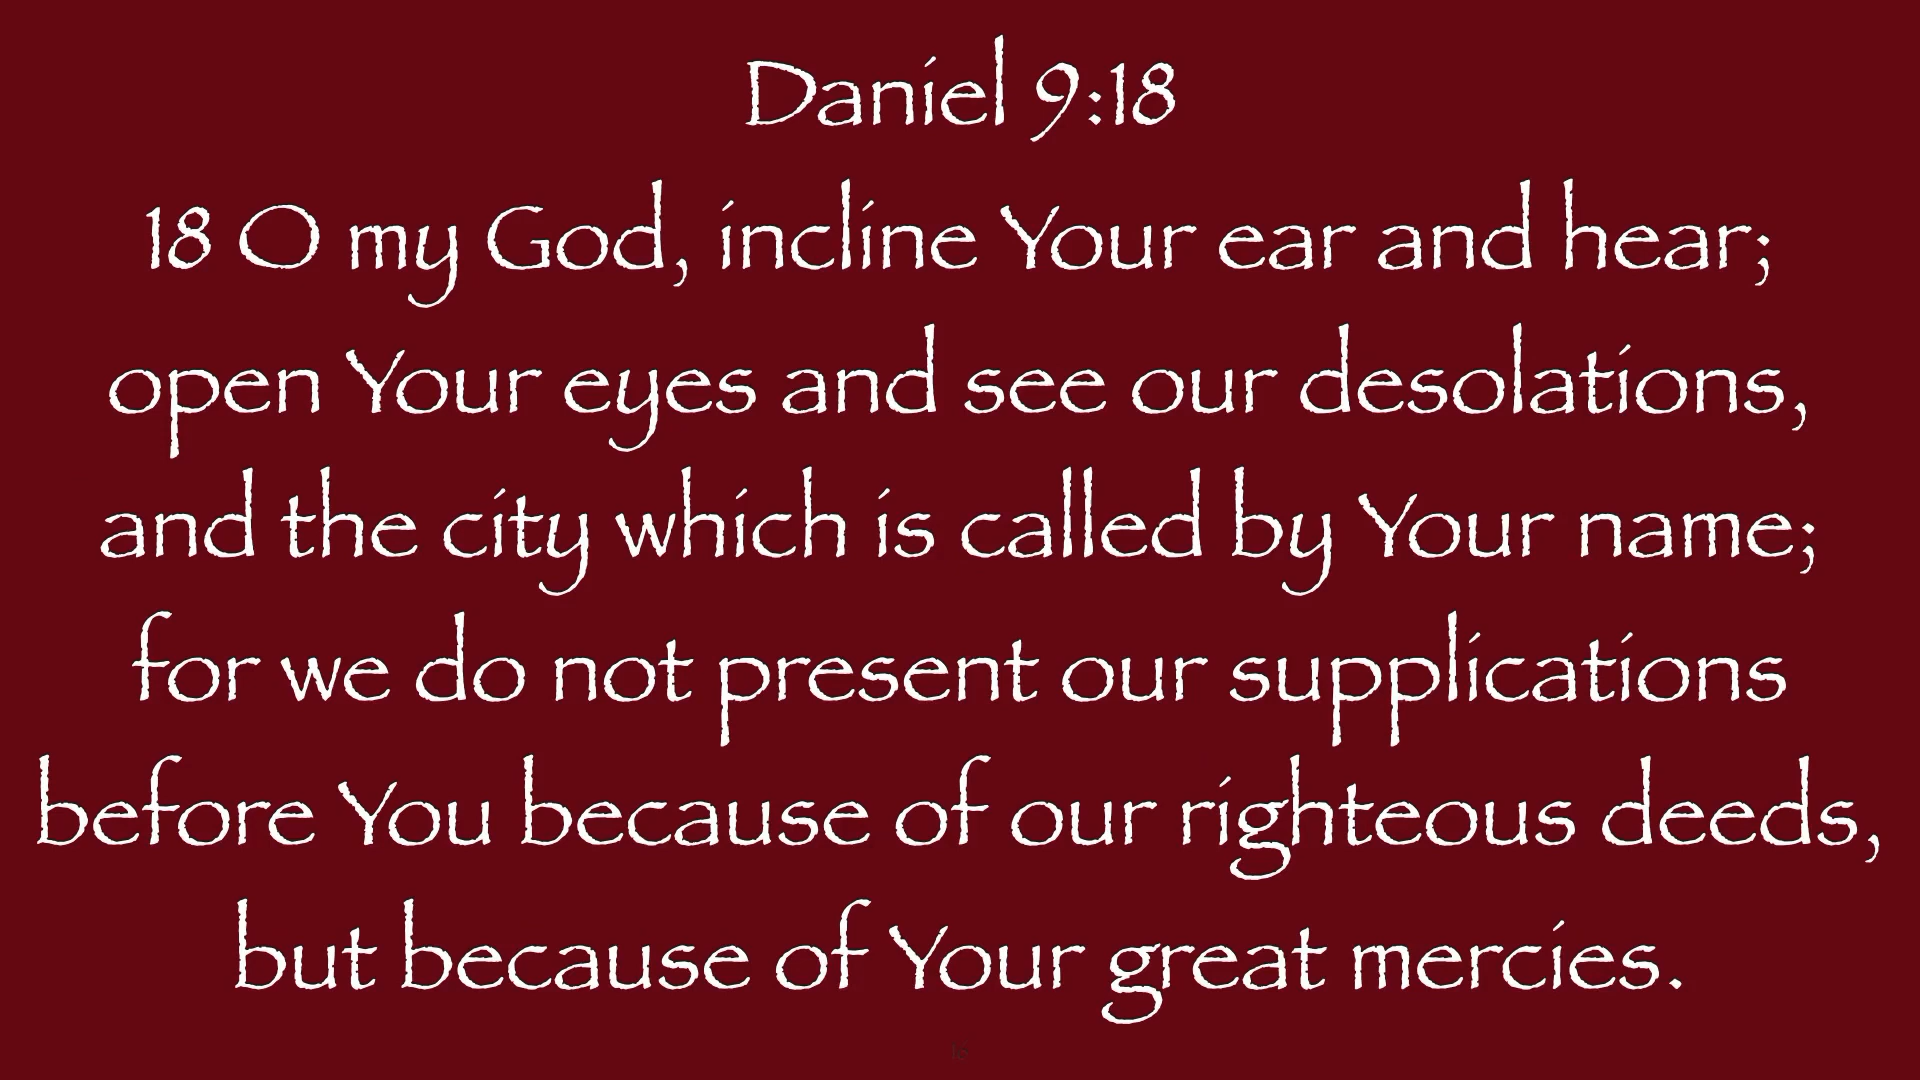 Daniel 9:18
18 O my God, incline Your ear and hear;
open Your eyes and see our desolations,
and the city which is called by Your name;
for we do not present our supplications
before You because of our righteous deeds,
but because of Your great mercies.
18